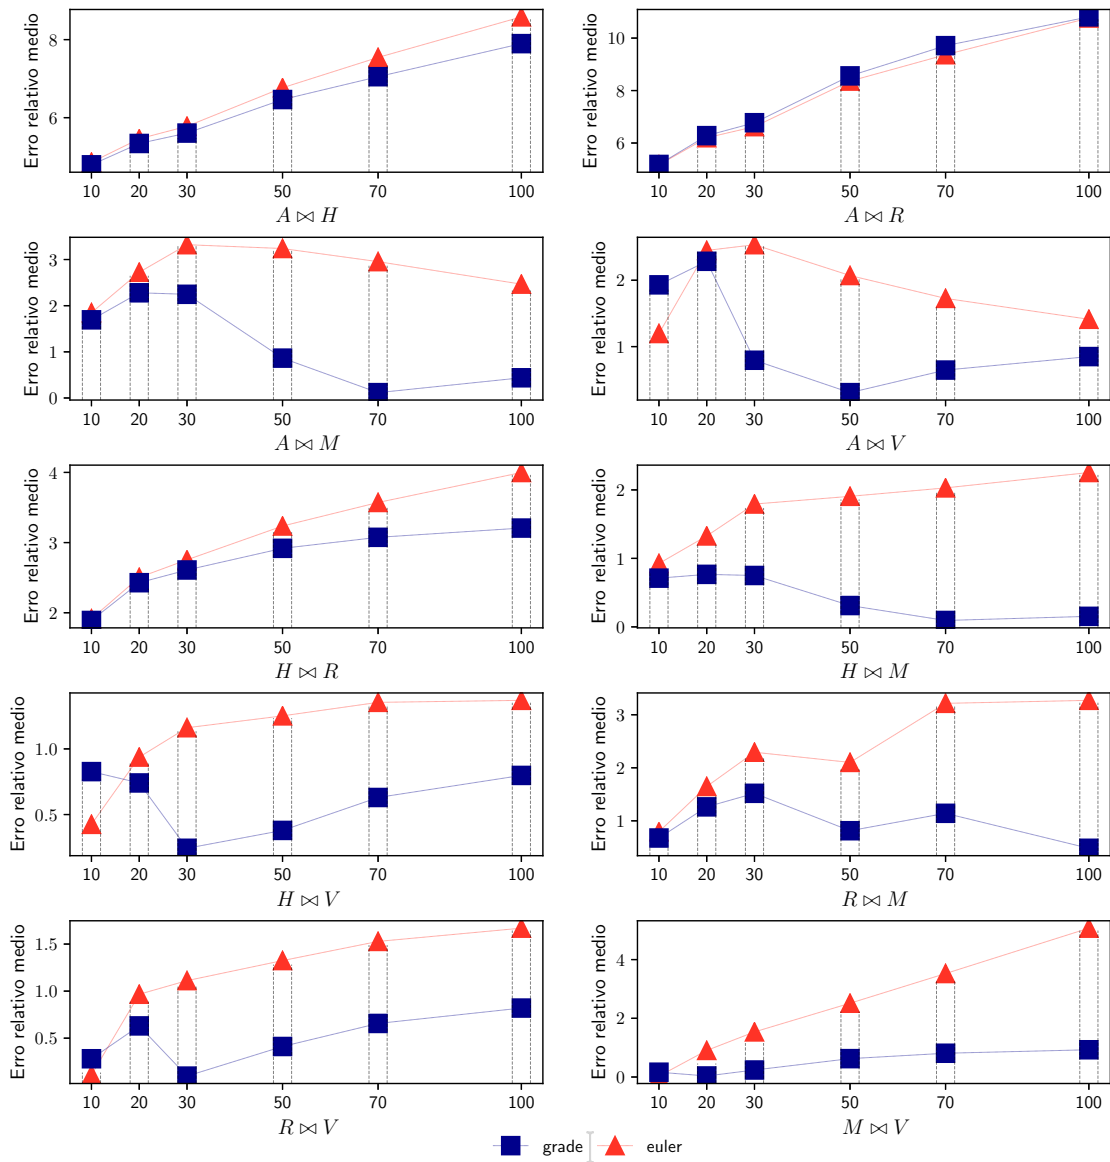 Erro relativo medio
8
6
10 20 30 50 70 100
A ⋈ H
Erro relativo medio
10
8
6
10 20 30 50 70 100
A ⋈ R
Erro relativo medio
3
2
1
0
10 20 30 50 70 100
A ⋈ M
Erro relativo medio
2
1
10 20 30 50 70 100
A ⋈ V
Erro relativo medio
4
3
2
10 20 30 50 70 100
H ⋈ R
Erro relativo medio
2
1
0
10 20 30 50 70 100
H ⋈ M
Erro relativo medio
1.0
0.5
10 20 30 50 70 100
H ⋈ V
Erro relativo medio
3
2
1
10 20 30 50 70 100
R ⋈ M
Erro relativo medio
1.5
1.0
0.5
10 20 30 50 70 100
R ⋈ V
Erro relativo medio
4
2
0
10 20 30 50 70 100
M ⋈ V
grade euler